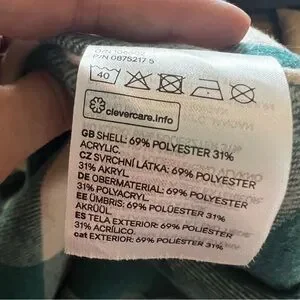 P/N 0875217 5
40
clevercare.info
GB SHELL: 69% POLYESTER 31%
ACRYLIC.
CZ SVRCHNÍ LÁTKA: 69% POLYESTER
31% AKRYL.
DE OBERMATERIAL: 69% POLYESTER
31% POLYACRYL.
EE ÜMBRIS: 69% POLÜESTER 31%
AKRÜÜL.
ES TELA EXTERIOR: 69% POLIÉSTER
31% ACRÍLICO.
cat EXTERIOR: 69% POLIÈSTER 31%